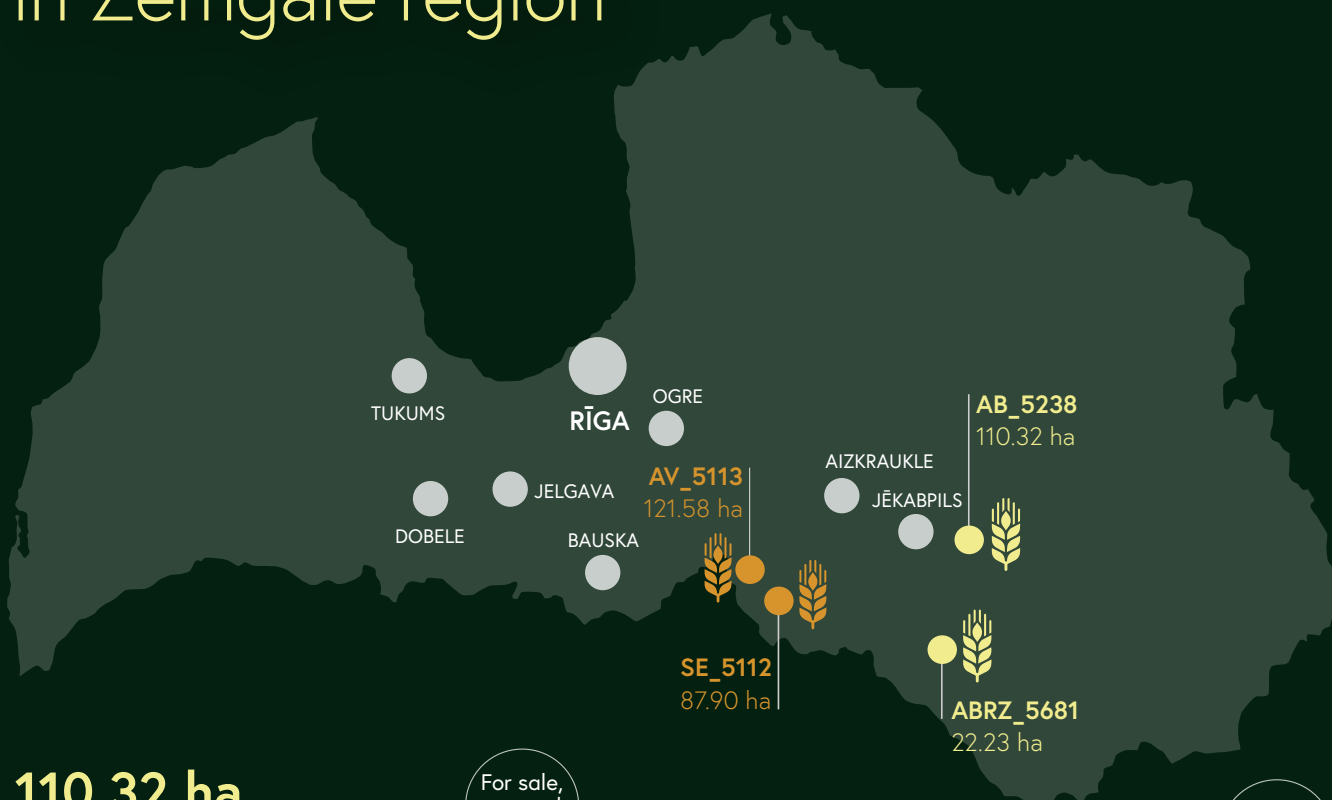 in Zemgale region
TUKUMS
RĪGA
OGRE
AB_5238
110.32 ha
AIZKRAUKLE
AV_5113
121.58 ha
JĒKABPILS
JELGAVA
DOBELE
BAUSKA
SE_5112
87.90 ha
ABRZ_5681
22.23 ha
110.32 ha
For sale,